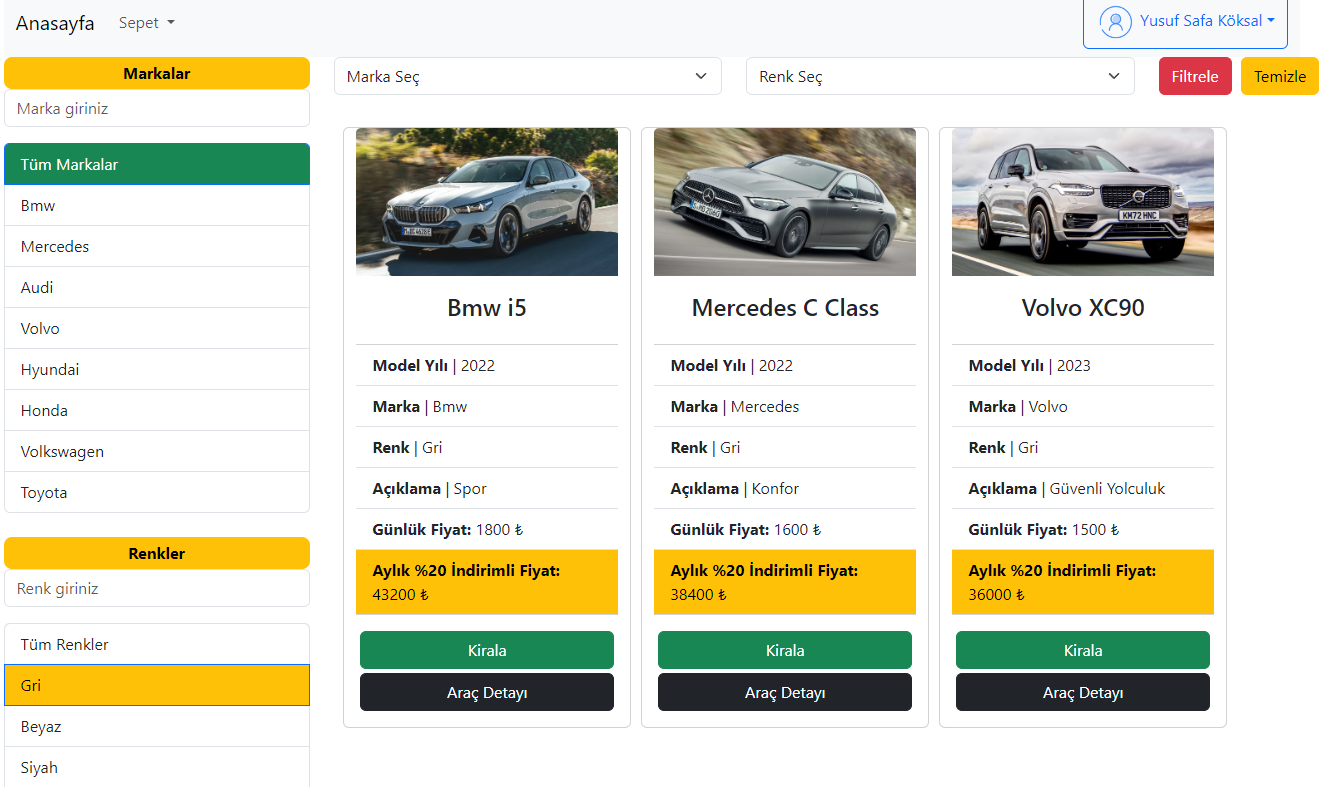 Anasayfa
Sepet
Yusuf Safa Köksal
Markalar
Marka giriniz
Tüm Markalar
Bmw
Mercedes
Audi
Volvo
Hyundai
Honda
Volkswagen
Toyota
Renkler
Renk giriniz
Tüm Renkler
Gri
Beyaz
Siyah
Marka Seç
Renk Seç
Filtrele
Temizle
Bmw i5
Model Yılı | 2022
Marka | Bmw
Renk | Gri
Açıklama | Spor
Günlük Fiyat: 1800 ₺
Aylık %20 İndirimli Fiyat:
43200 ₺
Kirala
Araç Detayı
Mercedes C Class
Model Yılı | 2022
Marka | Mercedes
Renk | Gri
Açıklama | Konfor
Günlük Fiyat: 1600 ₺
Aylık %20 İndirimli Fiyat:
38400 ₺
Kirala
Araç Detayı
KM72 HNC
Volvo XC90
Model Yılı | 2023
Marka | Volvo
Renk | Gri
Açıklama | Güvenli Yolculuk
Günlük Fiyat: 1500 ₺
Aylık %20 İndirimli Fiyat:
36000 ₺
Kirala
Araç Detayı